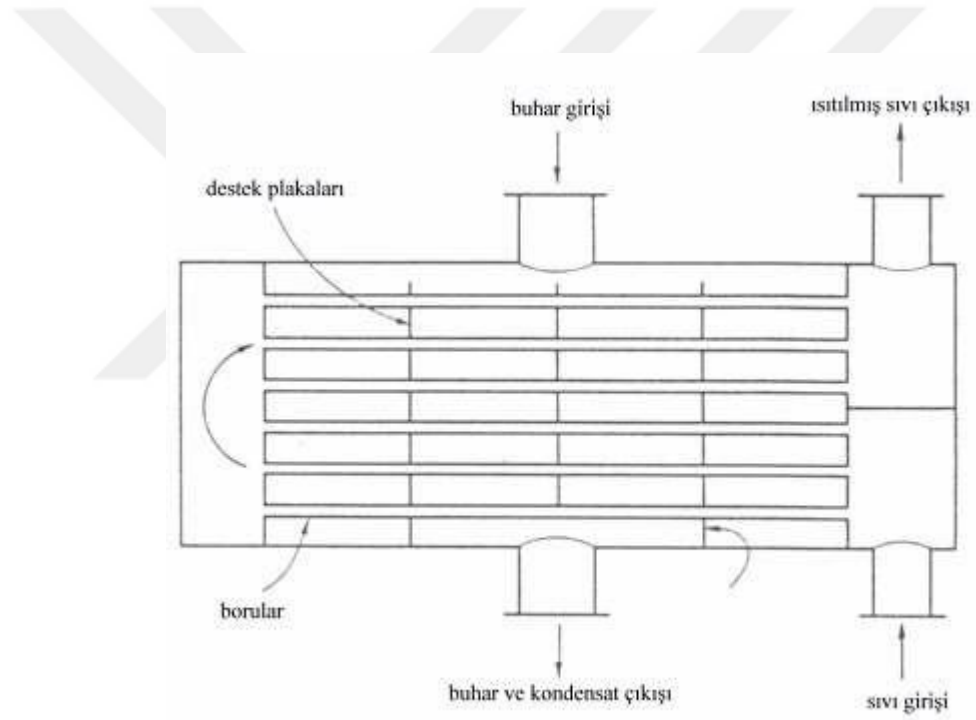 buhar girişi
ısıtılmış sıvı çıkışı
destek plakaları
borular
buhar ve kondensat çıkışı
sıvı girişi